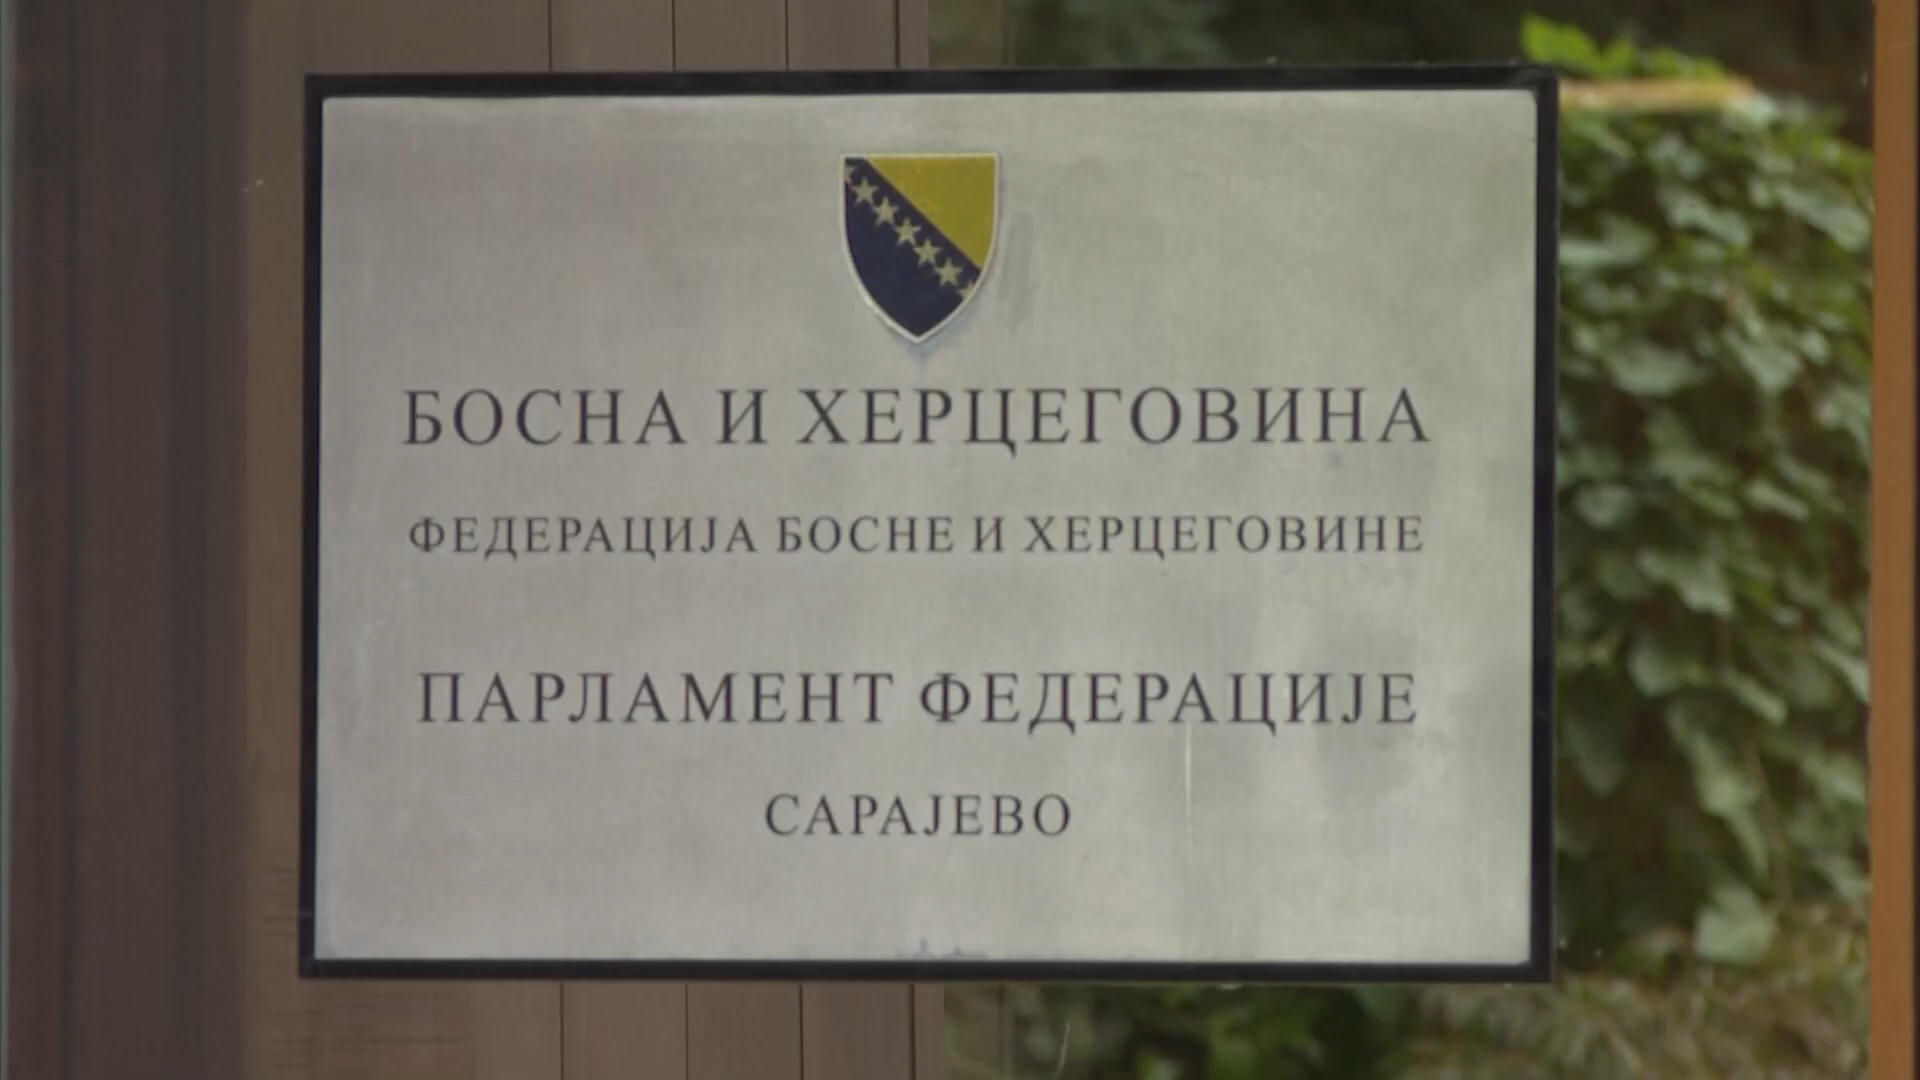 БОСНА И ХЕРЦЕГОВИНА
ФЕДЕРАЦИЈА БОСНЕ И ХЕРЦЕГОВИНЕ
ПАРЛАМЕНТ ФЕДЕРАЦИЈЕ
САРАЈЕВО